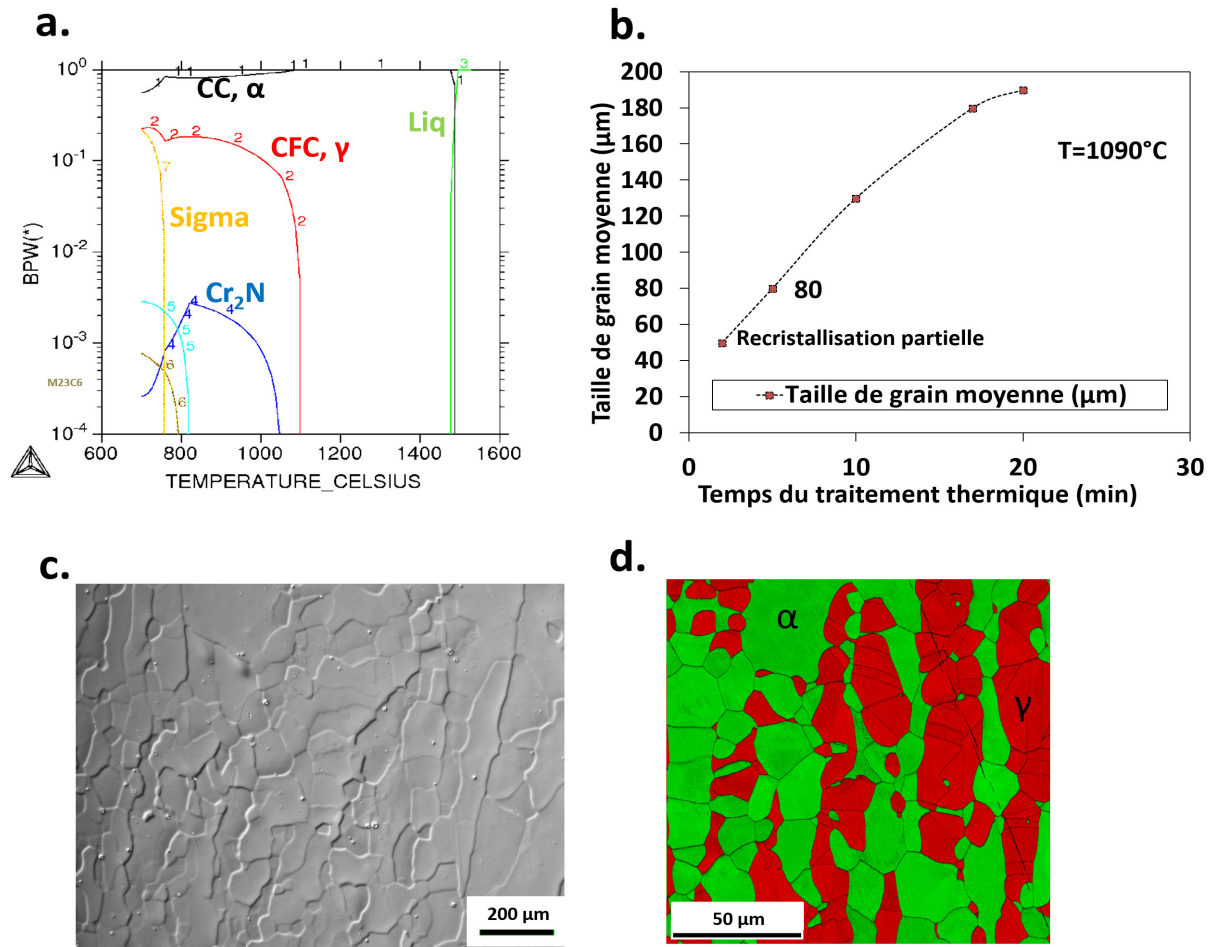 a.
10⁰
10⁻¹
10⁻²
10⁻³
10⁻⁴
BPW(*)
600
800
1000
1200
1400
1600
TEMPERATURE_CELSIUS
CC, α
CFC, γ
Liq
Sigma
Cr₂N
M23C6
1
1
1
1
1
1
1
1
1
3
2
2
2
2
2
2
7
4
4
4
4
5
5
5
6
6
b.
200
180
160
140
120
100
80
60
40
20
0
Taille de grain moyenne (µm)
T=1090°C
80
Recristallisation partielle
Taille de grain moyenne (µm)
0
10
20
30
Temps du traitement thermique (min)
c.
200 µm
d.
α
γ
50 µm